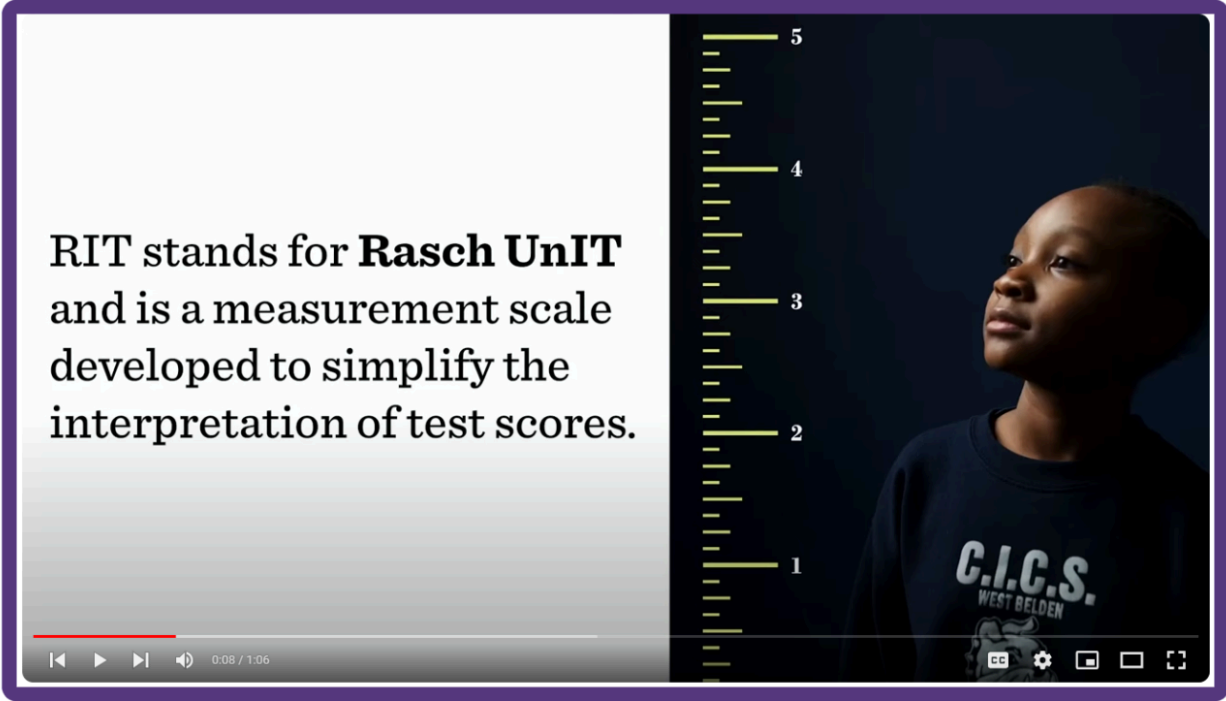 RIT stands for Rasch UnIT
and is a measurement scale
developed to simplify the
interpretation of test scores.
5
4
3
2
1
C.I.C.S.
WEST BELDEN
0:08 / 1:06
CC